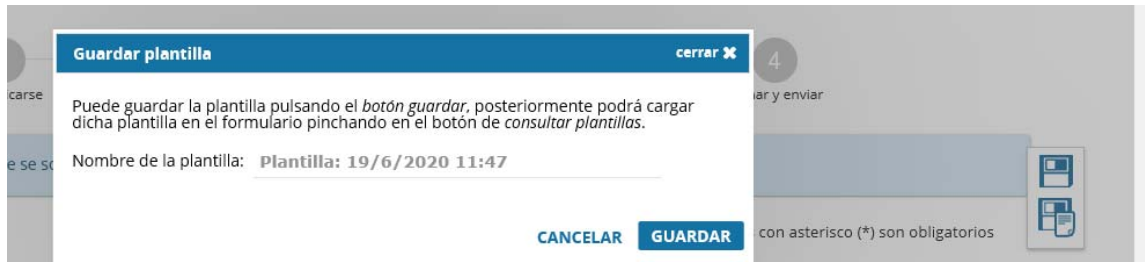 Guardar plantilla
cerrar ✖
4
carse
ar y enviar
Puede guardar la plantilla pulsando el botón guardar, posteriormente podrá cargar
dicha plantilla en el formulario pinchando en el botón de consultar plantillas.
e se so
Nombre de la plantilla: Plantilla: 19/6/2020 11:47
CANCELAR GUARDAR
con asterisco (*) son obligatorios